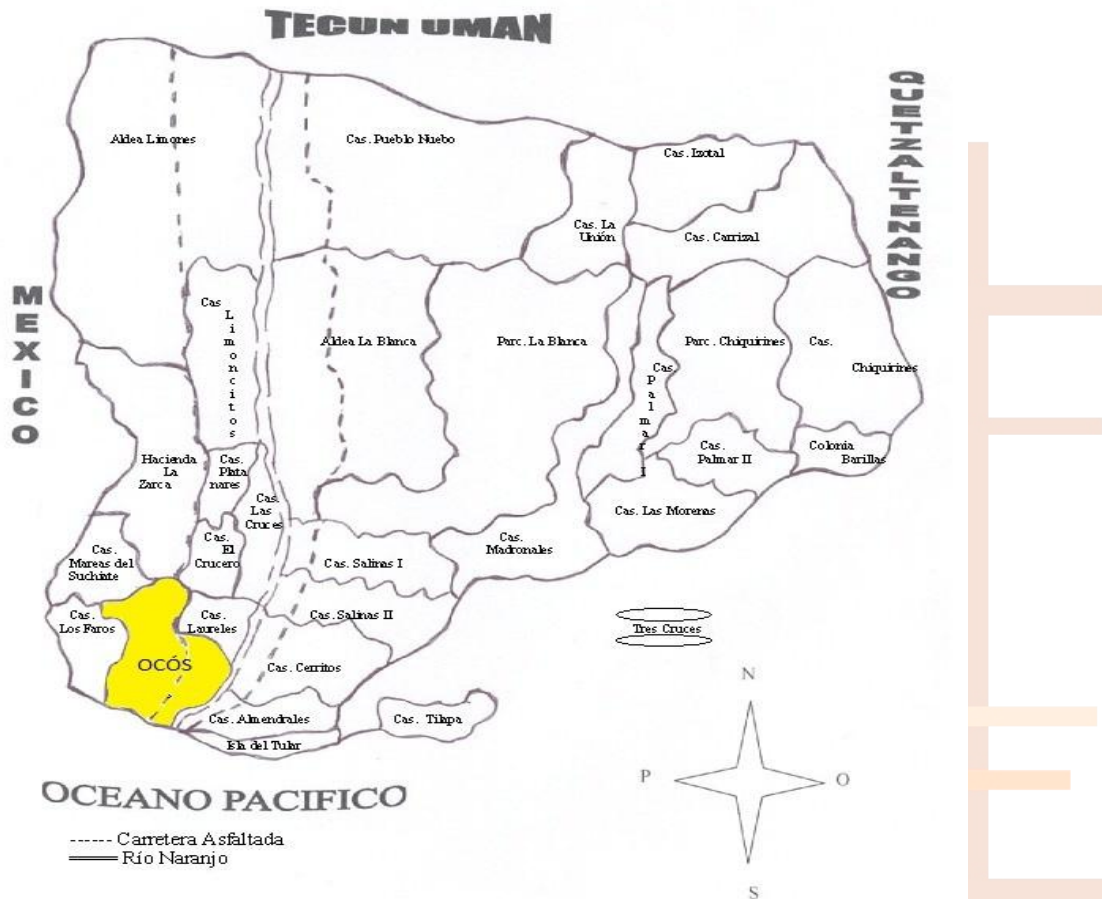 TECUN UMAN
QUETZALTENANGO
MEXICO
Aldea Limones
Cas. Pueblo Nuebo
Cas. Izotal
Cas. La
Unión
Cas. Carrizal
Cas.
Limoncitos
Aldea La Blanca
Parc. La Blanca
Cas.
Palmar I
Parc. Chiquirines
Cas.
Chiquirines
Hacienda
La
Zarca
Cas.
Plata
nares
Cas.
Las
Cruces
Cas.
Palmar II
Colonia
Barillas
Cas. Las Morenas
Cas.
Mareas del
Suchiate
Cas.
El
Crucero
Cas. Salinas I
Cas.
Madronales
Cas.
Los Faros
Cas.
Laureles
Cas. Salinas II
OCÓS
Cas. Cerritos
Tres Cruces
Cas. Almendrales
Cas. Tilapa
Isla del Tular
N
P
O
S
OCEANO PACIFICO
------ Carretera Asfaltada
Río Naranjo